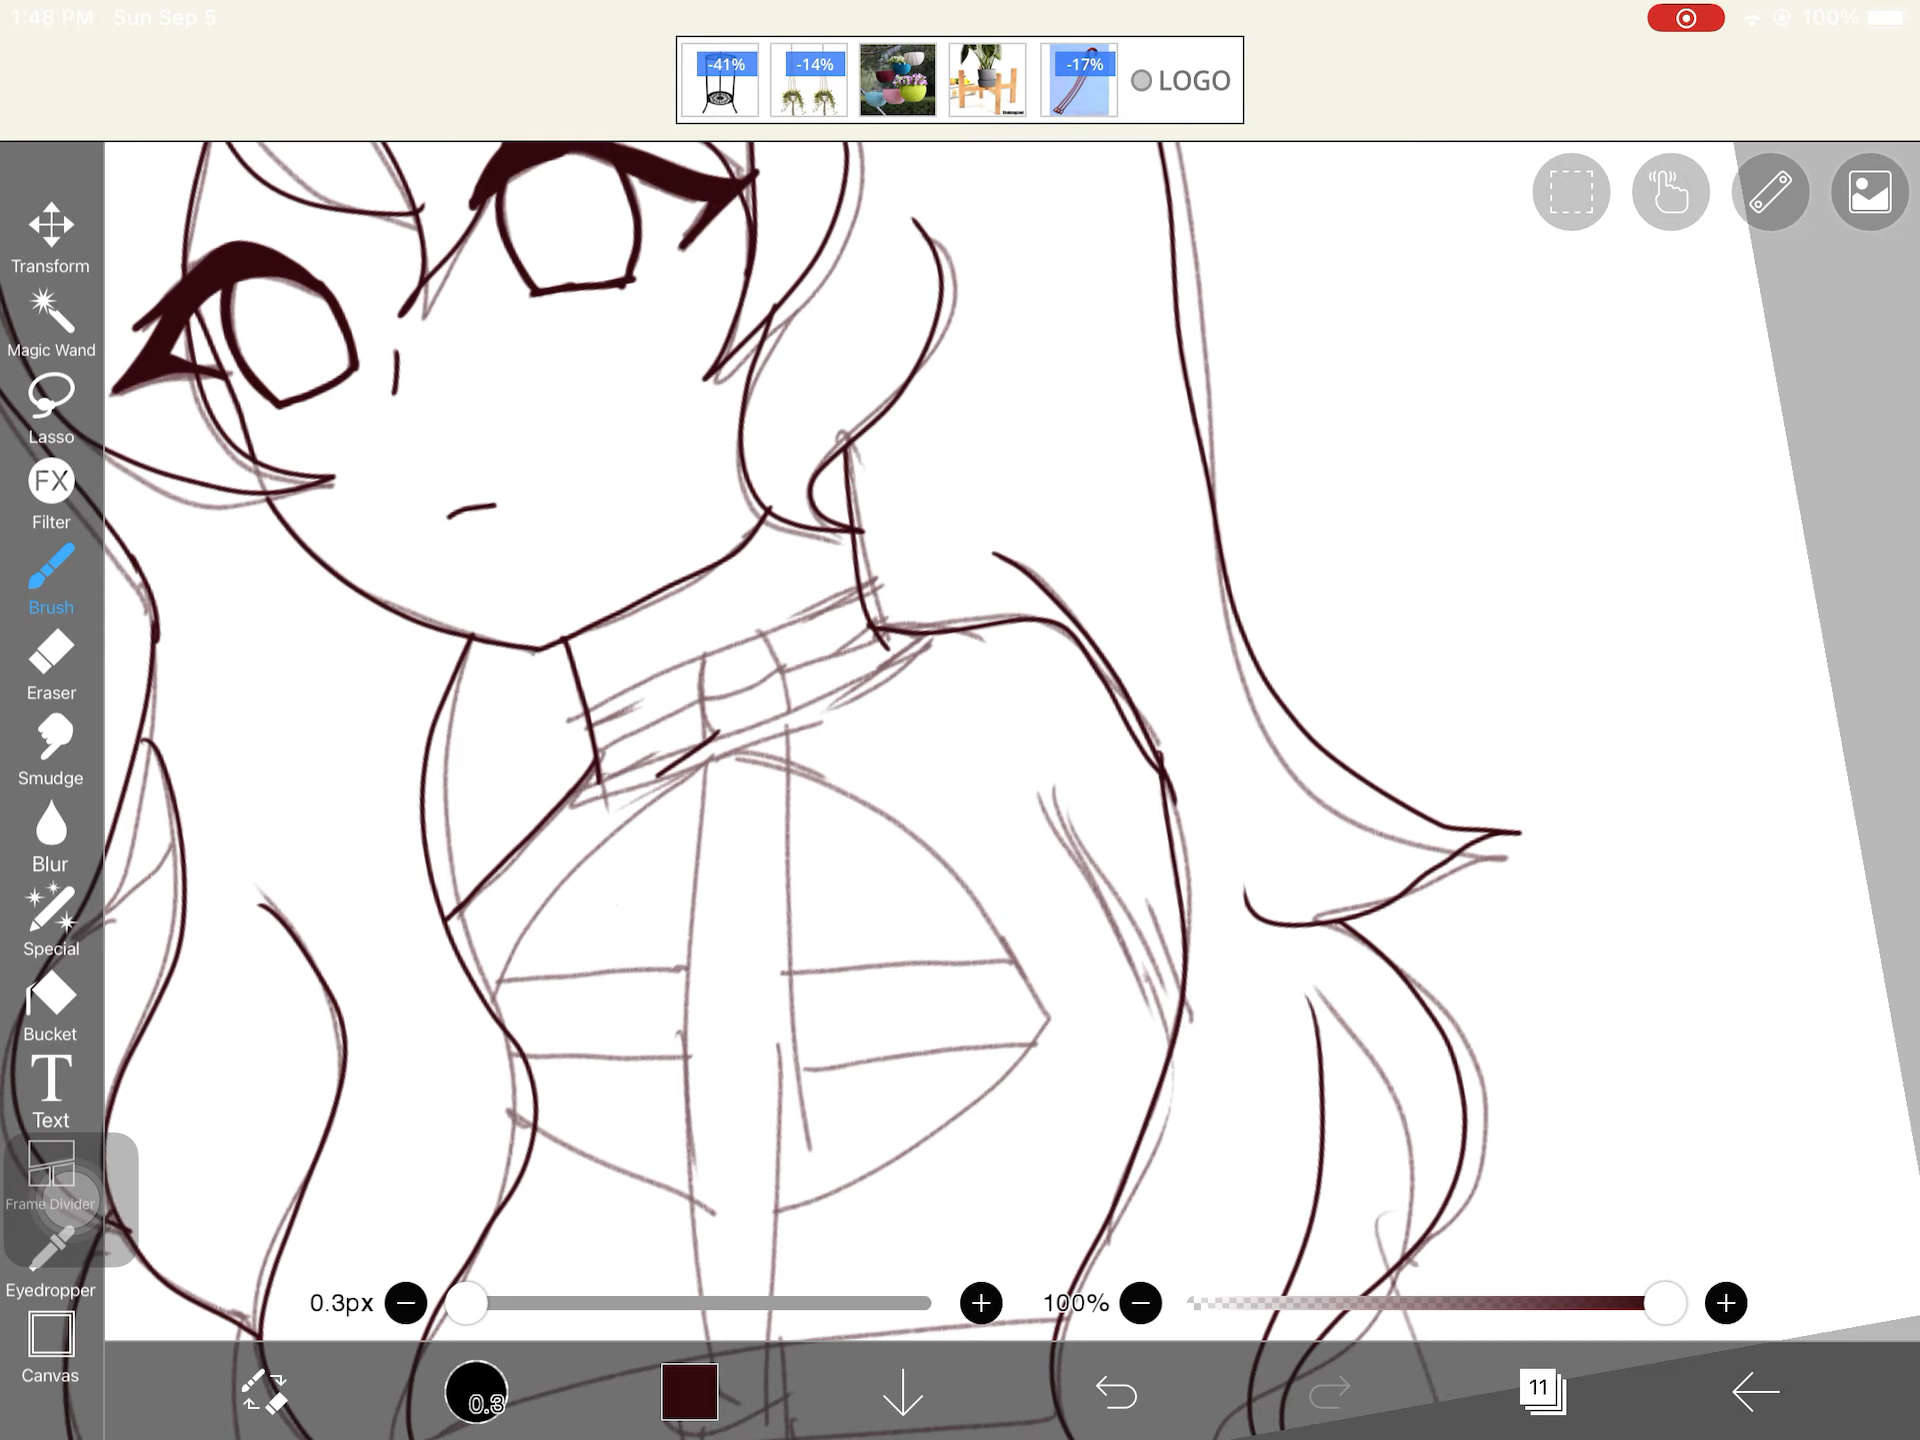 1:48 PM Sun Sep 5
100%
-41%
-14%
-17%
LOGO
Transform
Magic Wand
Lasso
FX
Filter
Brush
Eraser
Smudge
Blur
Special
Bucket
T
Text
Frame Divider
Eyedropper
Canvas
0.3px
100%
0.3
11